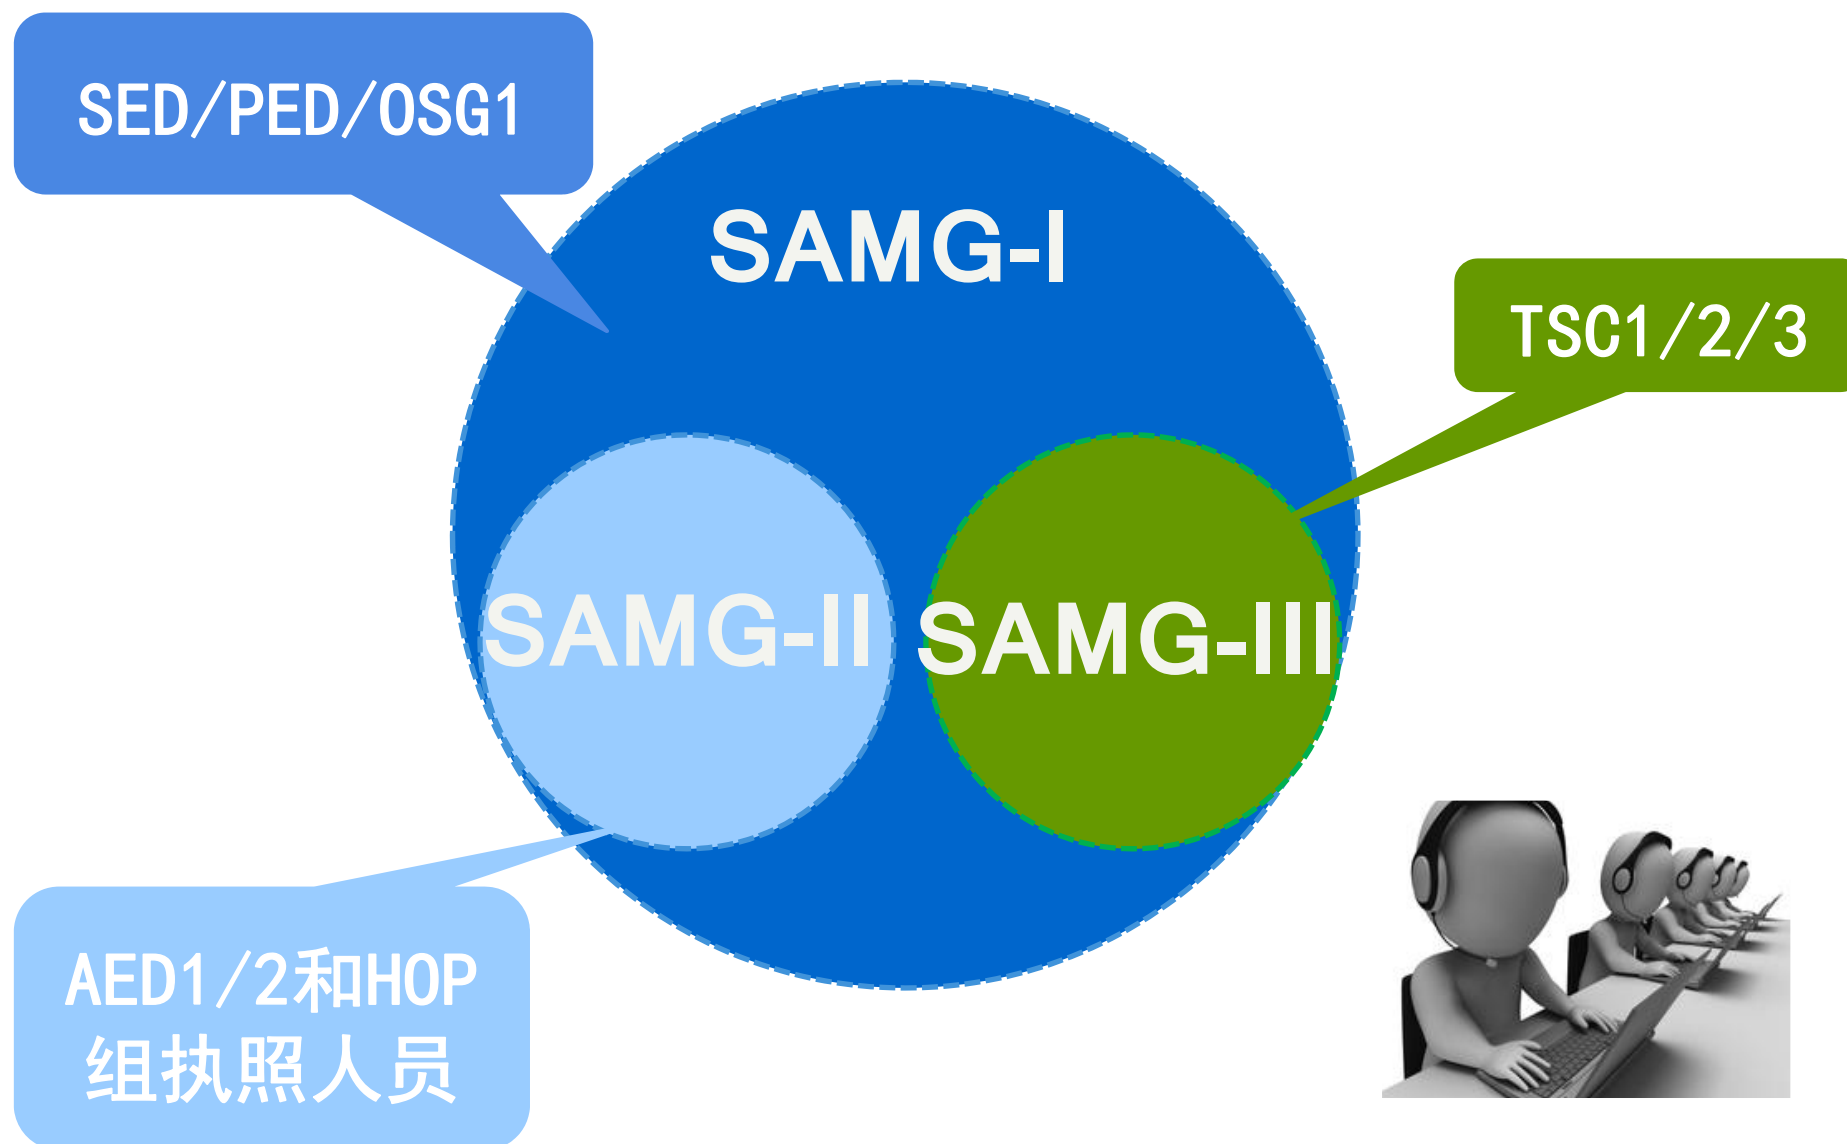 SED/PED/OSG1
SAMG-I
TSC1/2/3
SAMG-II
SAMG-III
AED1/2和HOP
组执照人员